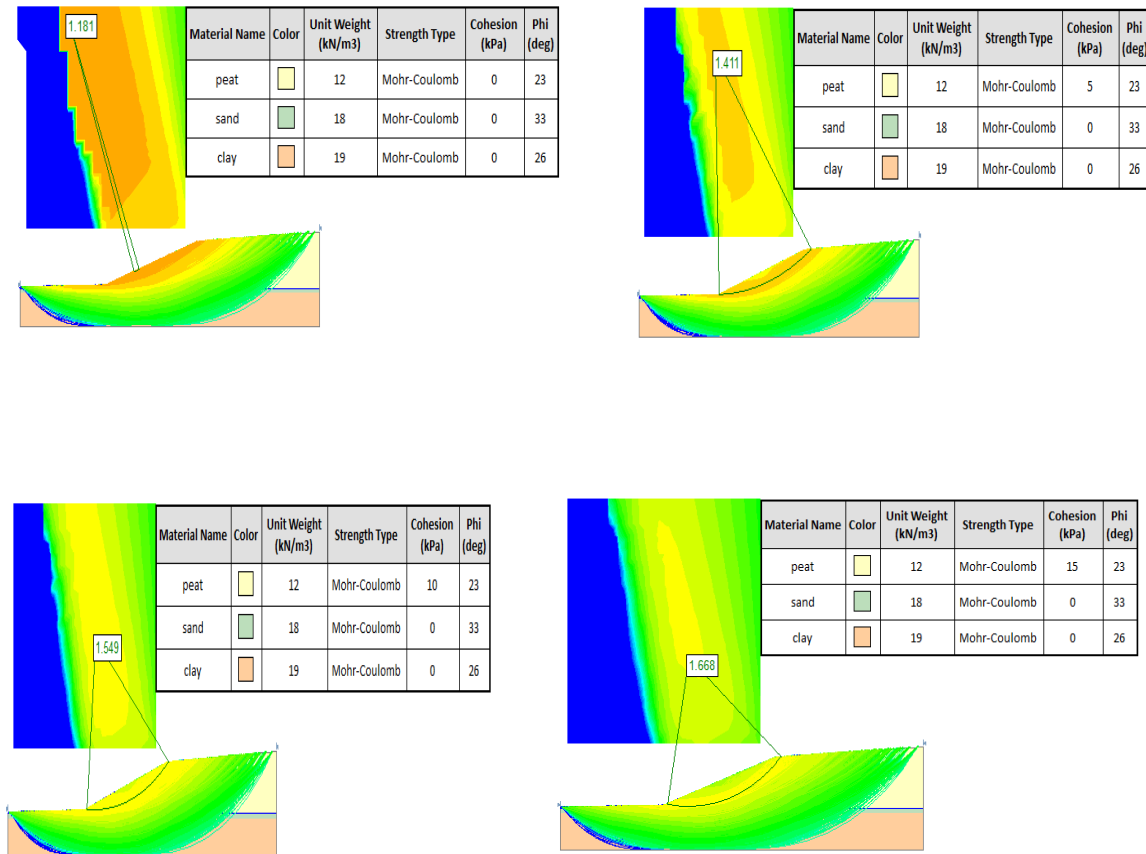 1.181
Material Name Color Unit Weight (kN/m3) Strength Type Cohesion (kPa) Phi (deg)
peat 12 Mohr-Coulomb 0 23
sand 18 Mohr-Coulomb 0 33
clay 19 Mohr-Coulomb 0 26
1.411
Material Name Color Unit Weight (kN/m3) Strength Type Cohesion (kPa) Phi (deg)
peat 12 Mohr-Coulomb 5 23
sand 18 Mohr-Coulomb 0 33
clay 19 Mohr-Coulomb 0 26
1.549
Material Name Color Unit Weight (kN/m3) Strength Type Cohesion (kPa) Phi (deg)
peat 12 Mohr-Coulomb 10 23
sand 18 Mohr-Coulomb 0 33
clay 19 Mohr-Coulomb 0 26
1.668
Material Name Color Unit Weight (kN/m3) Strength Type Cohesion (kPa) Phi (deg)
peat 12 Mohr-Coulomb 15 23
sand 18 Mohr-Coulomb 0 33
clay 19 Mohr-Coulomb 0 26